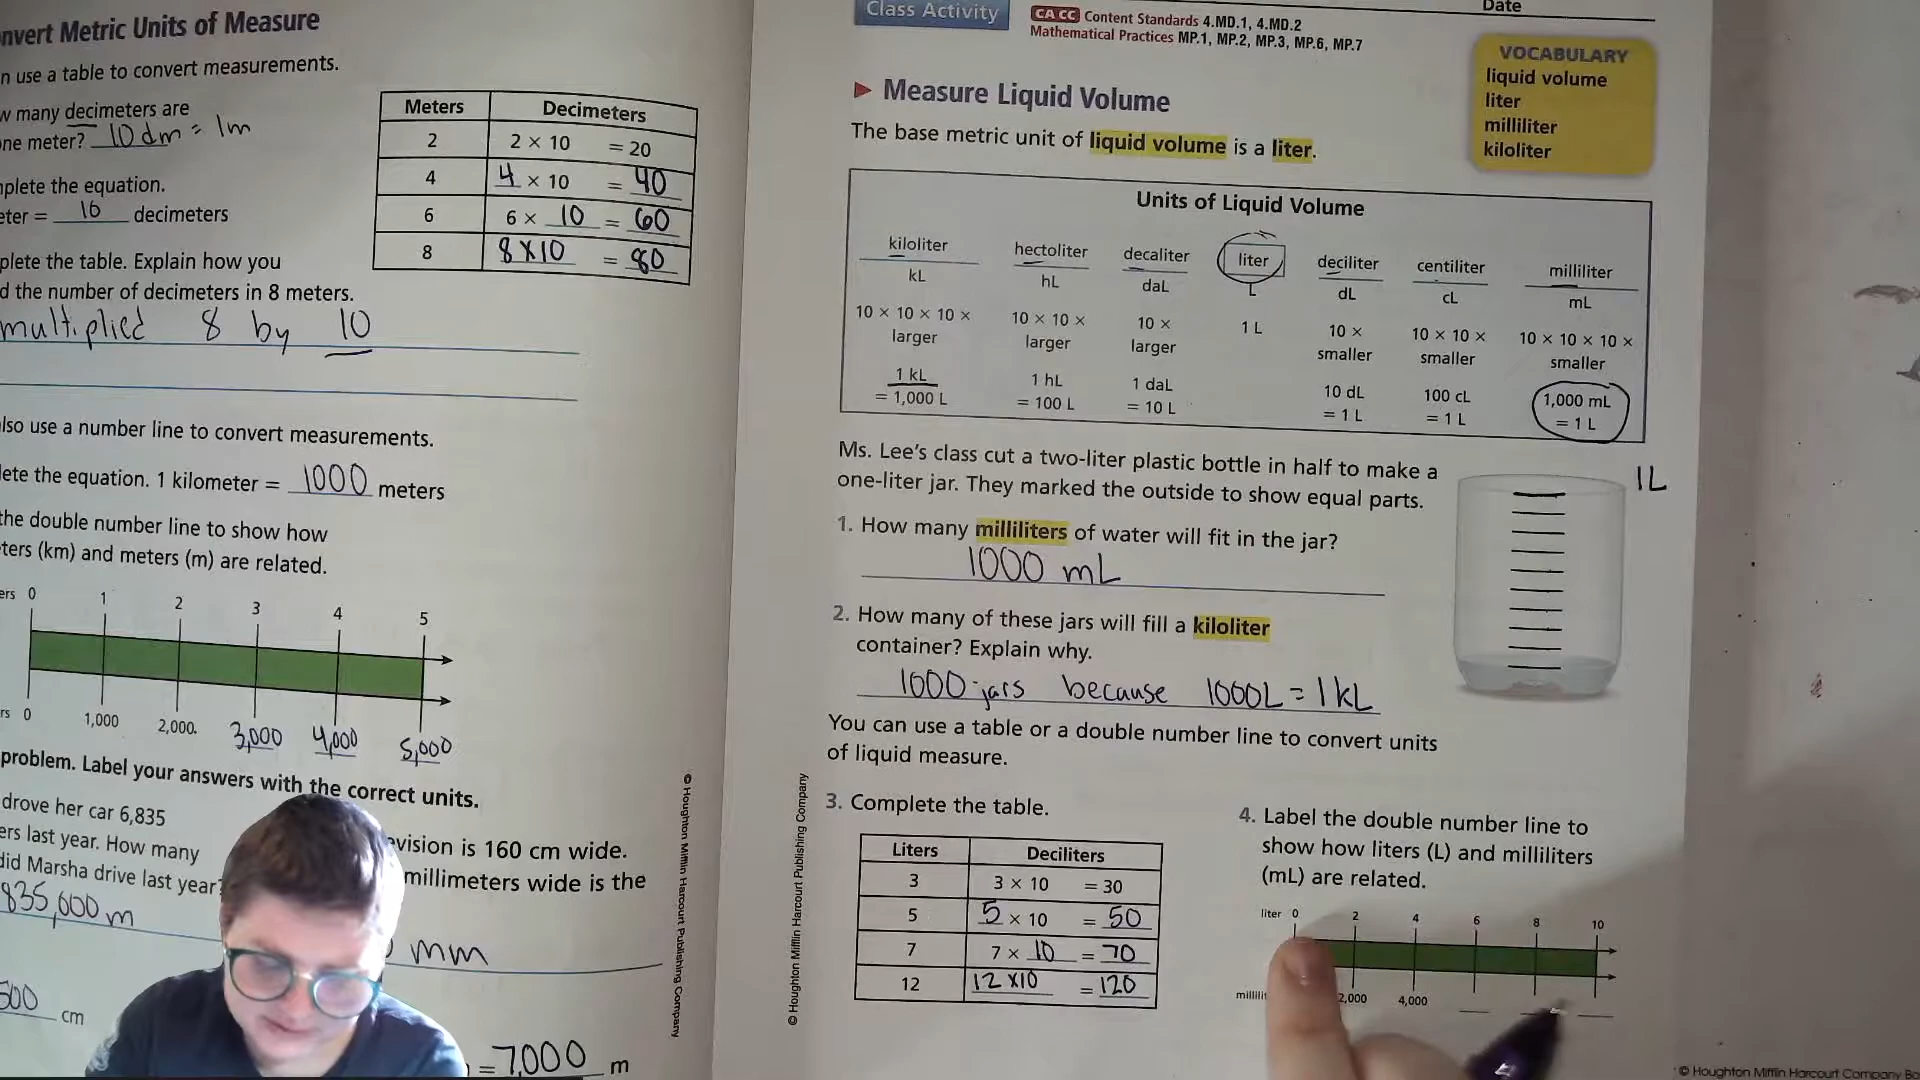 nvert Metric Units of Measure
n use a table to convert measurements.
w many decimeters are
ne meter? 10 dm = 1m
nplete the equation.
eter = 10 decimeters
plete the table. Explain how you
d the number of decimeters in 8 meters.
multiplied 8 by 10
Meters Decimeters
2 2 × 10 = 20
4 4 × 10 = 40
6 6 × 10 = 60
8 8 X 10 = 80
lso use a number line to convert measurements.
lete the equation. 1 kilometer = 1000 meters
the double number line to show how
ters (km) and meters (m) are related.
ers 0 1 2 3 4 5
rs 0 1,000 2,000 3,000 4,000 5,000
problem. Label your answers with the correct units.
drove her car 6,835
ers last year. How many
did Marsha drive last year?
835,000 m
vision is 160 cm wide.
millimeters wide is the
mm
500 cm
= 7,000 m
© Houghton Mifflin Harcourt Publishing Company
Class Activity
Date
CA CC Content Standards 4.MD.1, 4.MD.2
Mathematical Practices MP.1, MP.2, MP.3, MP.6, MP.7
VOCABULARY
liquid volume
liter
milliliter
kiloliter
Measure Liquid Volume
The base metric unit of liquid volume is a liter.
Units of Liquid Volume
kiloliter hectoliter decaliter liter deciliter centiliter milliliter
kL hL daL L dL cL mL
10 × 10 × 10 × 10 × 10 × 10 × 1 L 10 × 10 × 10 × 10 × 10 × 10 ×
larger larger larger smaller smaller smaller
1 kL 1 hL 1 daL 10 dL 100 cL 1,000 mL
= 1,000 L = 100 L = 10 L = 1 L = 1 L = 1 L
Ms. Lee's class cut a two-liter plastic bottle in half to make a
one-liter jar. They marked the outside to show equal parts.
1L
1. How many milliliters of water will fit in the jar?
1000 mL
2. How many of these jars will fill a kiloliter
container? Explain why.
1000 jars because 1000L = 1 kL
You can use a table or a double number line to convert units
of liquid measure.
3. Complete the table.
Liters Deciliters
3 3 × 10 = 30
5 5 × 10 = 50
7 7 × 10 = 70
12 12 X10 = 120
4. Label the double number line to
show how liters (L) and milliliters
(mL) are related.
liter 0 2 4 6 8 10
millili 2,000 4,000
© Houghton Mifflin Harcourt Publishing Company
© Houghton Mifflin Harcourt Company